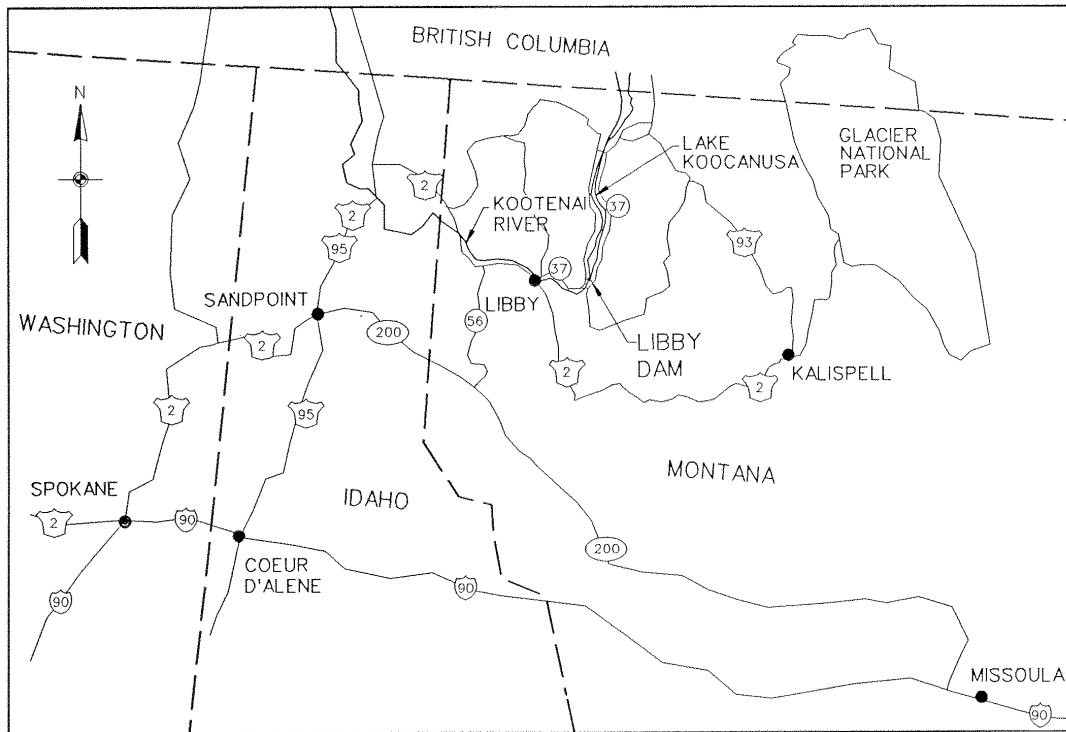 BRITISH COLUMBIA
N
GLACIER
NATIONAL
PARK
LAKE
KOOCANUSA
2
37
KOOTENAI
RIVER
2
95
93
37
SANDPOINT
LIBBY
WASHINGTON
200
56
2
LIBBY
DAM
2
KALISPELL
2
2
95
MONTANA
SPOKANE
IDAHO
2
90
200
COEUR
D'ALENE
90
90
MISSOULA
90